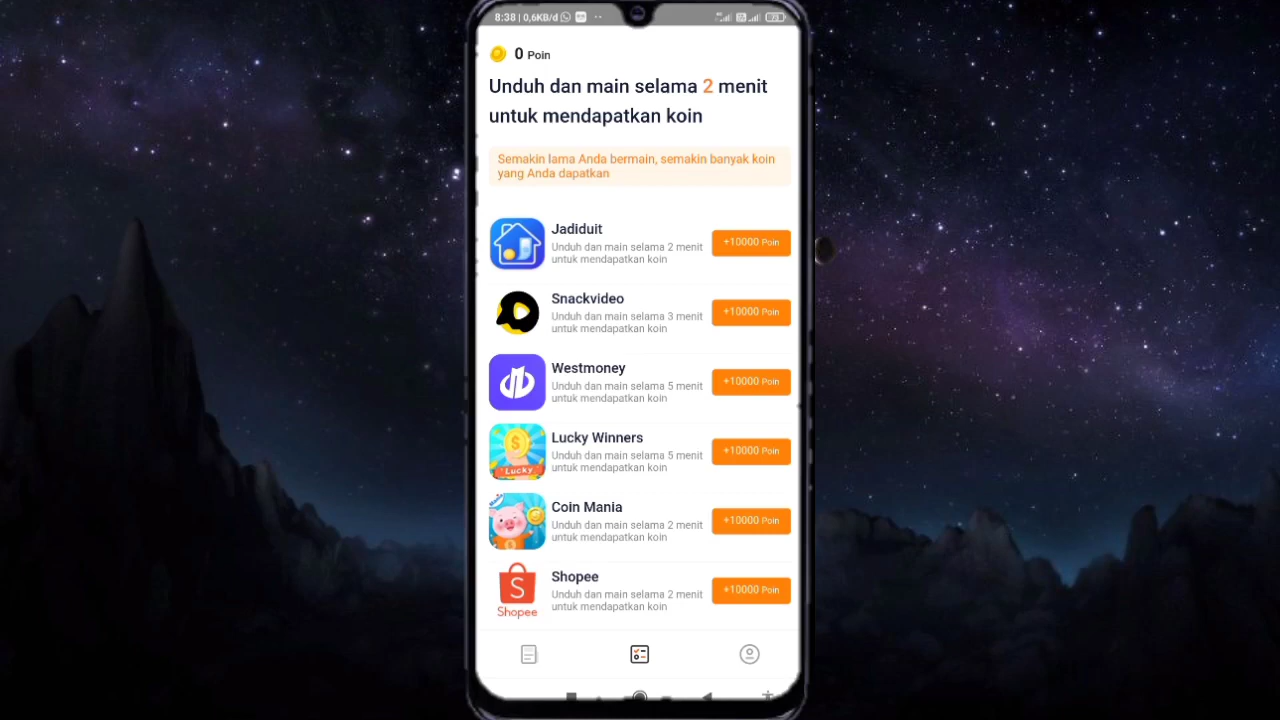 8:38 | 0,6KB/d
73
0 Poin
Unduh dan main selama 2 menit
untuk mendapatkan koin
Semakin lama Anda bermain, semakin banyak koin
yang Anda dapatkan
Jadiduit
Unduh dan main selama 2 menit
untuk mendapatkan koin
+10000 Poin
Snackvideo
Unduh dan main selama 3 menit
untuk mendapatkan koin
+10000 Poin
Westmoney
Unduh dan main selama 5 menit
untuk mendapatkan koin
+10000 Poin
Lucky Winners
Unduh dan main selama 5 menit
untuk mendapatkan koin
+10000 Poin
Lucky
Coin Mania
Unduh dan main selama 2 menit
untuk mendapatkan koin
+10000 Poin
Shopee
Unduh dan main selama 2 menit
untuk mendapatkan koin
+10000 Poin
S
Shopee